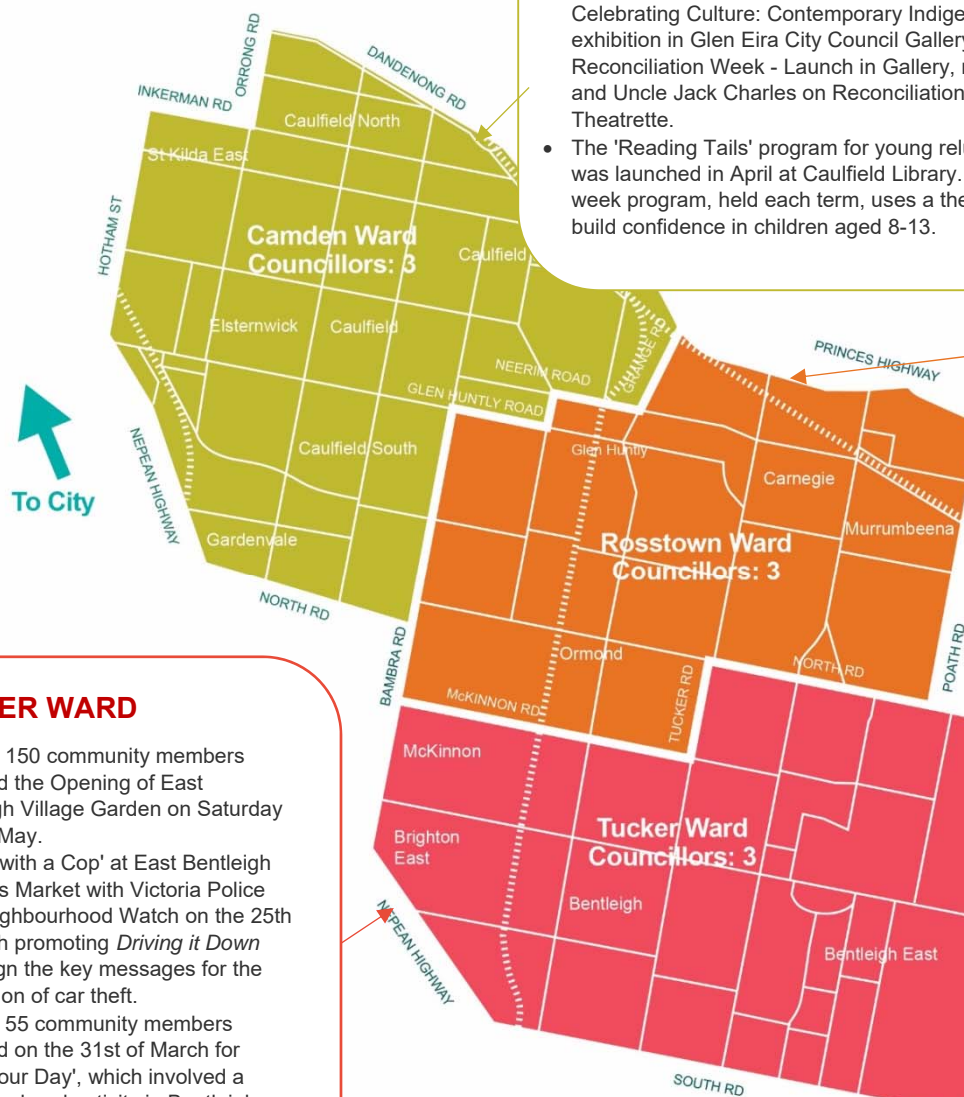 Celebrating Culture: Contemporary
exhibition in Glen Eira City Council Gallery
Reconciliation Week - Launch in Gallery,
and Uncle Jack Charles on Reconciliation
Theatrette.
• The 'Reading Tails' program for young
was launched in April at Caulfield Library.
week program, held each term, uses a
build confidence in children aged 8-13.
ORRONG RD
DANDENONG RD
INKERMAN RD
Caulfield North
St Kilda East
HOTHAM ST
Camden Ward
Councillors: 3
Caulfield
Elsternwick
Caulfield
NEERIM ROAD
GRANGE RD
GLEN HUNTLY ROAD
PRINCES HIGHWAY
To City
NEPEAN HIGHWAY
Caulfield South
Glen Huntly
Carnegie
Gardenvale
Murrumbeena
Rosstown Ward
Councillors: 3
NORTH RD
BAMBRA RD
Ormond
NORTH RD
POATH RD
McKINNON RD
TUCKER RD
McKinnon
Brighton
East
Tucker Ward
Councillors: 3
Bentleigh
NEPEAN HIGHWAY
Bentleigh East
SOUTH RD
ER WARD
150 community members
d the Opening of East
gh Village Garden on Saturday
May.
with a Cop' at East Bentleigh
s Market with Victoria Police
ghbourhood Watch on the 25th
h promoting Driving it Down
gn the key messages for the
on of car theft.
55 community members
d on the 31st of March for
our Day', which involved a